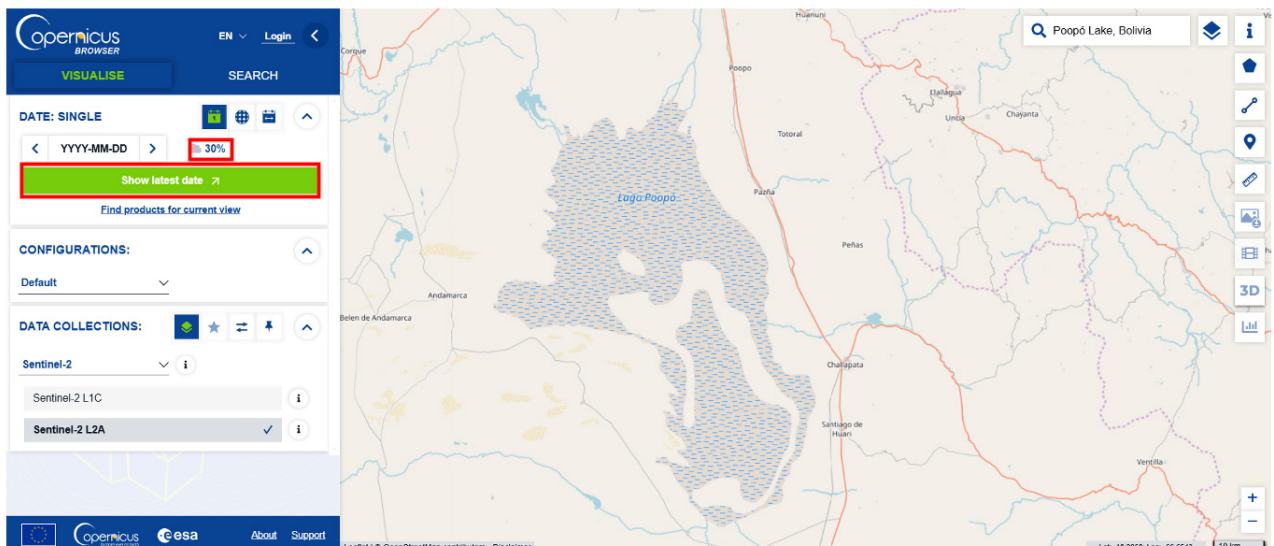 Copernicus
BROWSER
EN
Login
VISUALISE
SEARCH
DATE: SINGLE
YYYY-MM-DD
30%
Show latest date
Find products for current view
CONFIGURATIONS:
Default
DATA COLLECTIONS:
Sentinel-2
Sentinel-2 L1C
Sentinel-2 L2A
Copernicus
esa
About
Support
Poopó Lake, Bolivia
Huanuni
Corque
Poopo
Llallagua
Uncia
Chayanta
Totoral
Pazña
Lago Poopó
Peñas
Andamarca
Belen de Andamarca
Challapata
Santiago de
Huari
Ventilla
3D
+
−
10 km